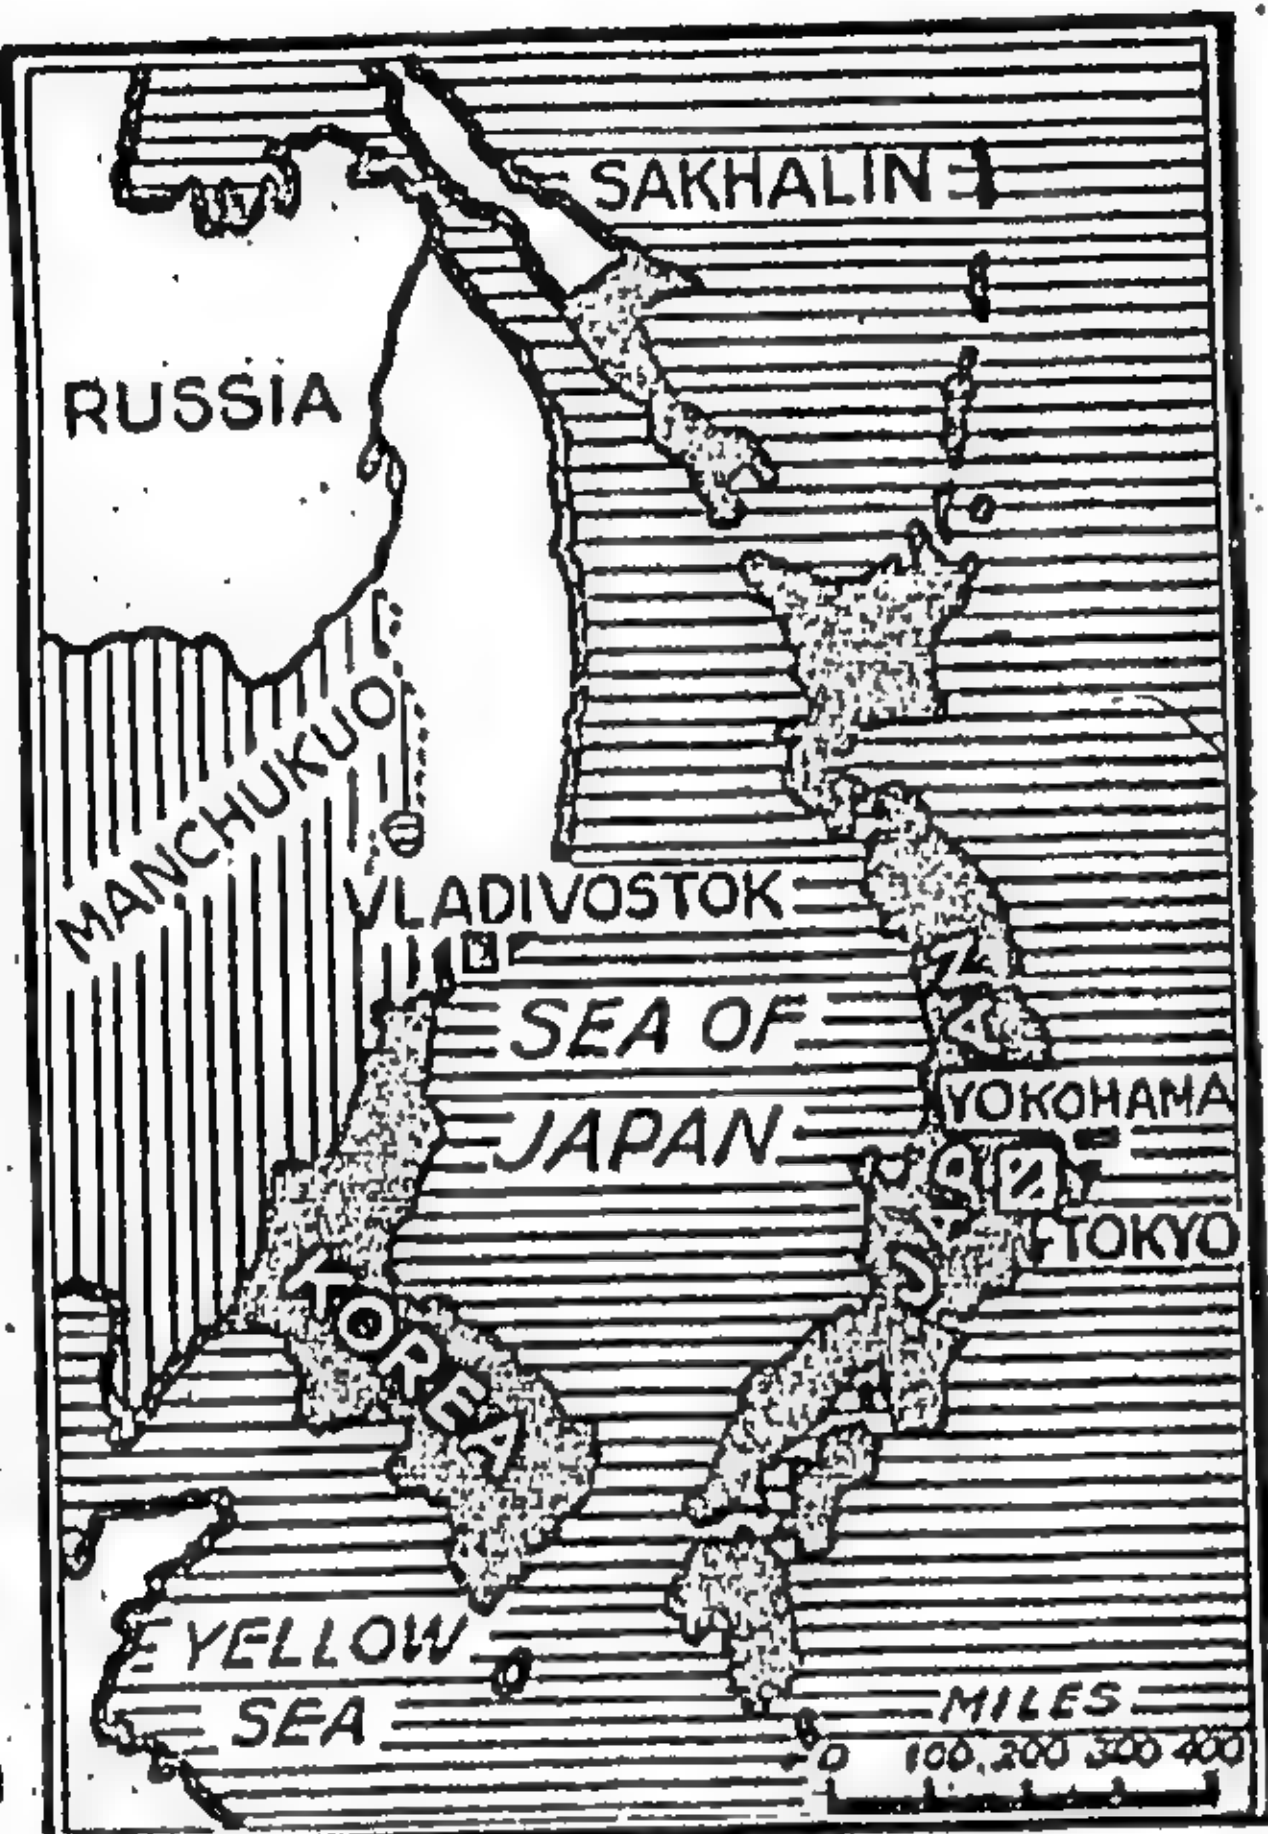 SAKHALIN
RUSSIA
MANCHUKUO
VLADIVOSTOK
SEA OF
JAPAN
JAPAN
YOKOHAMA
TOKYO
KOREA
YELLOW
SEA
MILES
0 100 200 300 400